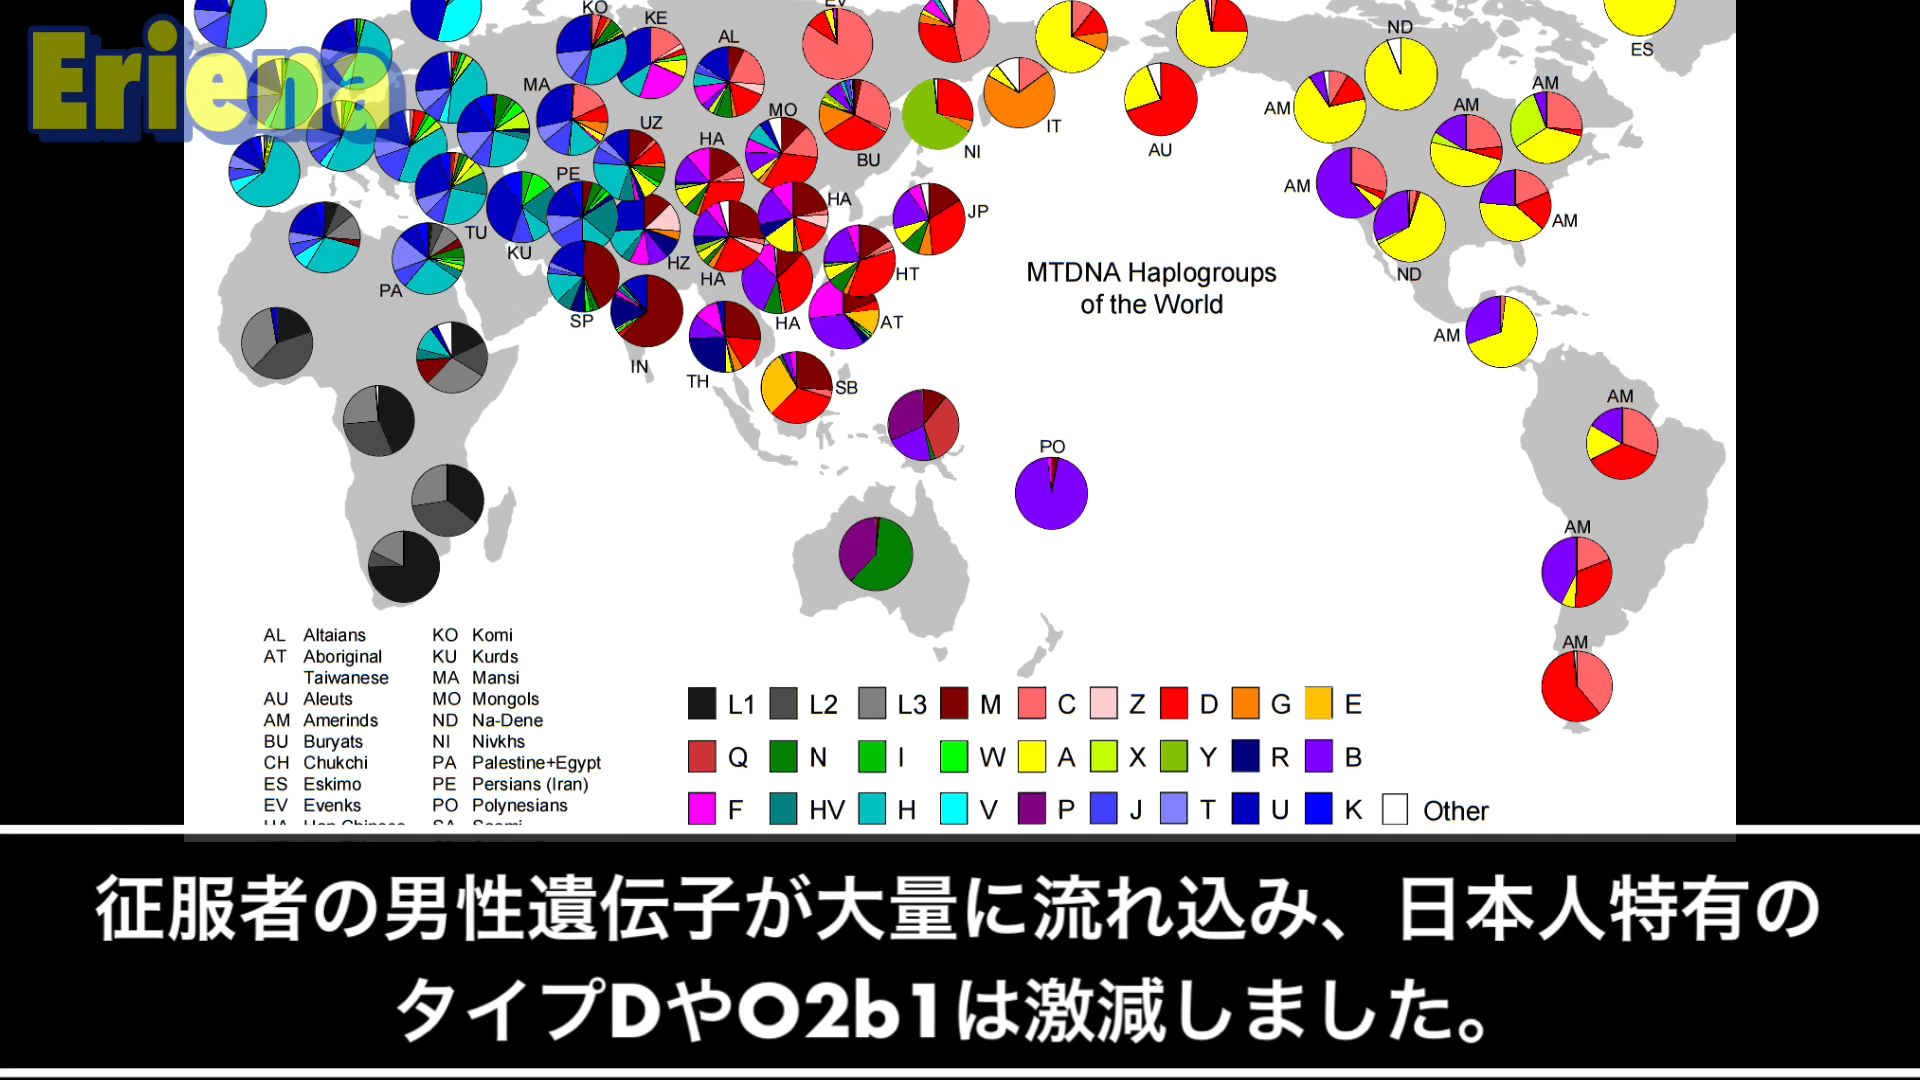 Eriena
KO
KE
EV
AL
ND
ES
MA
MO
AM
AM
AM
UZ
HA
BU
NI
IT
AU
PE
HA
JP
AM
AM
TU
KU
HZ
HA
HT
ND
MTDNA Haplogroups
of the World
PA
SP
HA
AT
AM
IN
TH
SB
AM
PO
AM
AM
AL Altaians KO Komi
AT Aboriginal KU Kurds
Taiwanese MA Mansi
AU Aleuts MO Mongols
AM Amerinds ND Na-Dene
BU Buryats NI Nivkhs
CH Chukchi PA Palestine+Egypt
ES Eskimo PE Persians (Iran)
EV Evenks PO Polynesians
L1 L2 L3 M C Z D G E
Q N I W A X Y R B
F HV H V P J T U K Other
征服者の男性遺伝子が大量に流れ込み、日本人特有の
タイプDやO2b1は激減しました。